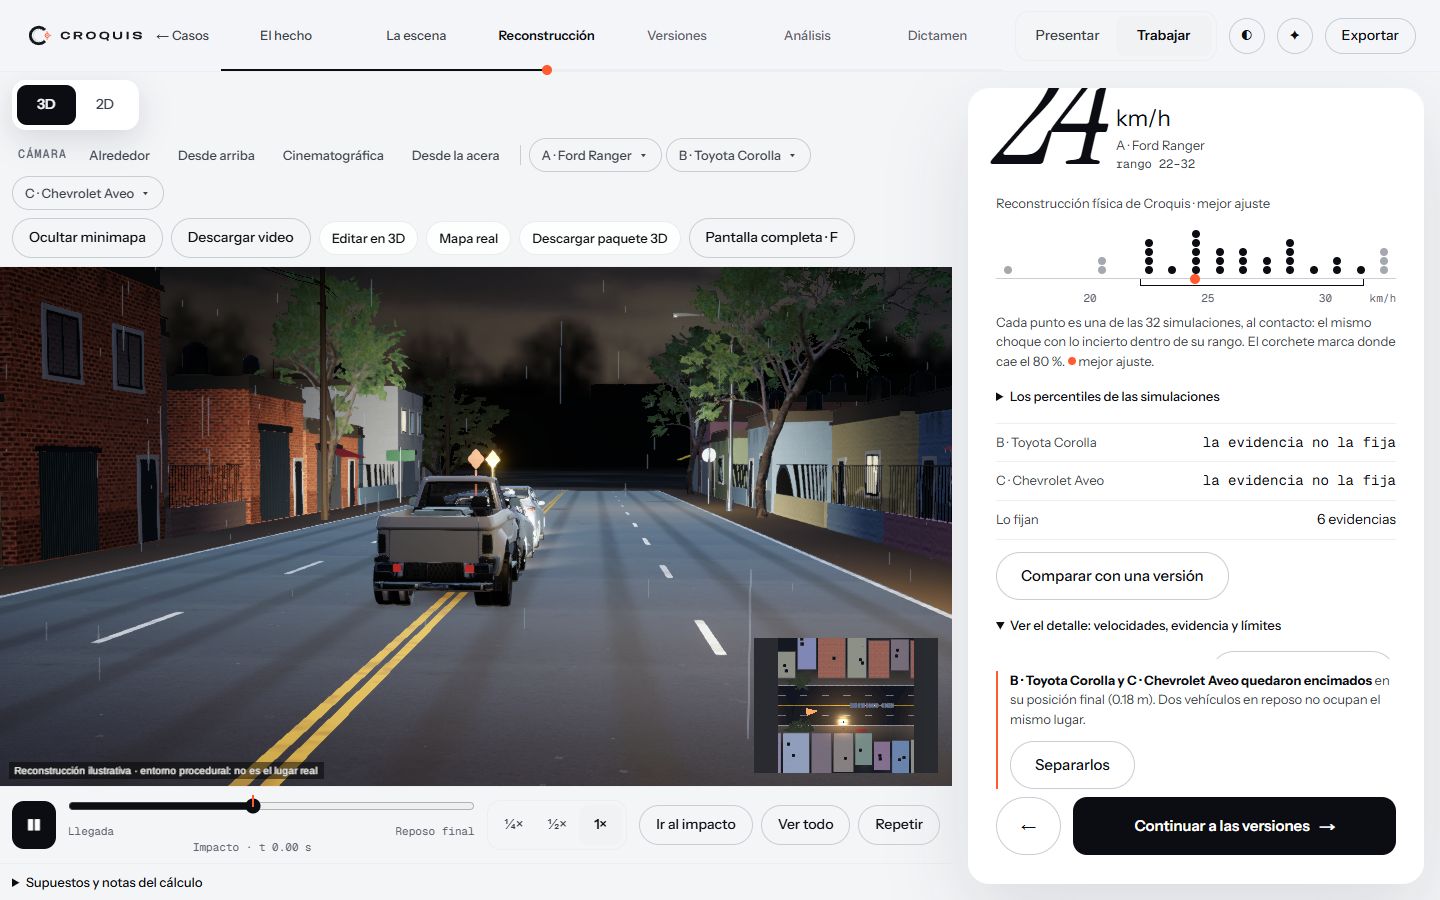 CROQUIS
← Casos
El hecho
La escena
Reconstrucción
Versiones
Análisis
Dictamen
Presentar
Trabajar
Exportar
3D
2D
CÁMARA
Alrededor
Desde arriba
Cinematográfica
Desde la acera
A · Ford Ranger
B · Toyota Corolla
C · Chevrolet Aveo
Ocultar minimapa
Descargar video
Editar en 3D
Mapa real
Descargar paquete 3D
Pantalla completa · F
Reconstrucción ilustrativa - entorno procedural: no es el lugar real
Llegada
Reposo final
Impacto · t 0.00 s
¼×
½×
1×
Ir al impacto
Ver todo
Repetir
Supuestos y notas del cálculo
24 km/h
A · Ford Ranger
rango 22–32
Reconstrucción física de Croquis · mejor ajuste
20
25
30
km/h
Cada punto es una de las 32 simulaciones, al contacto: el mismo
choque con lo incierto dentro de su rango. El corchete marca donde
cae el 80 %. mejor ajuste.
Los percentiles de las simulaciones
B · Toyota Corolla
la evidencia no la fija
C · Chevrolet Aveo
la evidencia no la fija
Lo fijan
6 evidencias
Comparar con una versión
Ver el detalle: velocidades, evidencia y límites
B · Toyota Corolla y C · Chevrolet Aveo quedaron encimados en
su posición final (0.18 m). Dos vehículos en reposo no ocupan el
mismo lugar.
Separarlos
←
Continuar a las versiones →